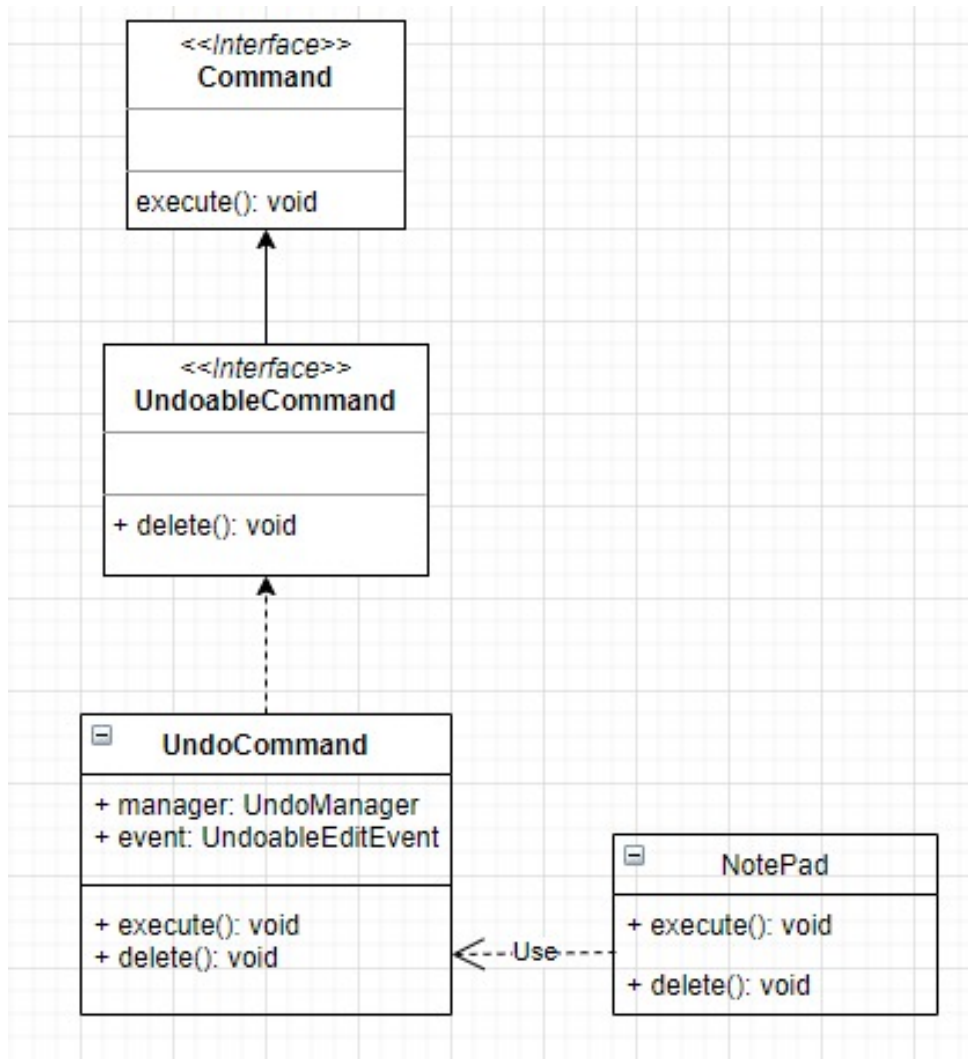 <<Interface>>
Command
execute(): void
<<Interface>>
UndoableCommand
+ delete(): void
UndoCommand
+ manager: UndoManager
+ event: UndoableEditEvent
+ execute(): void
+ delete(): void
Use
NotePad
+ execute(): void
+ delete(): void